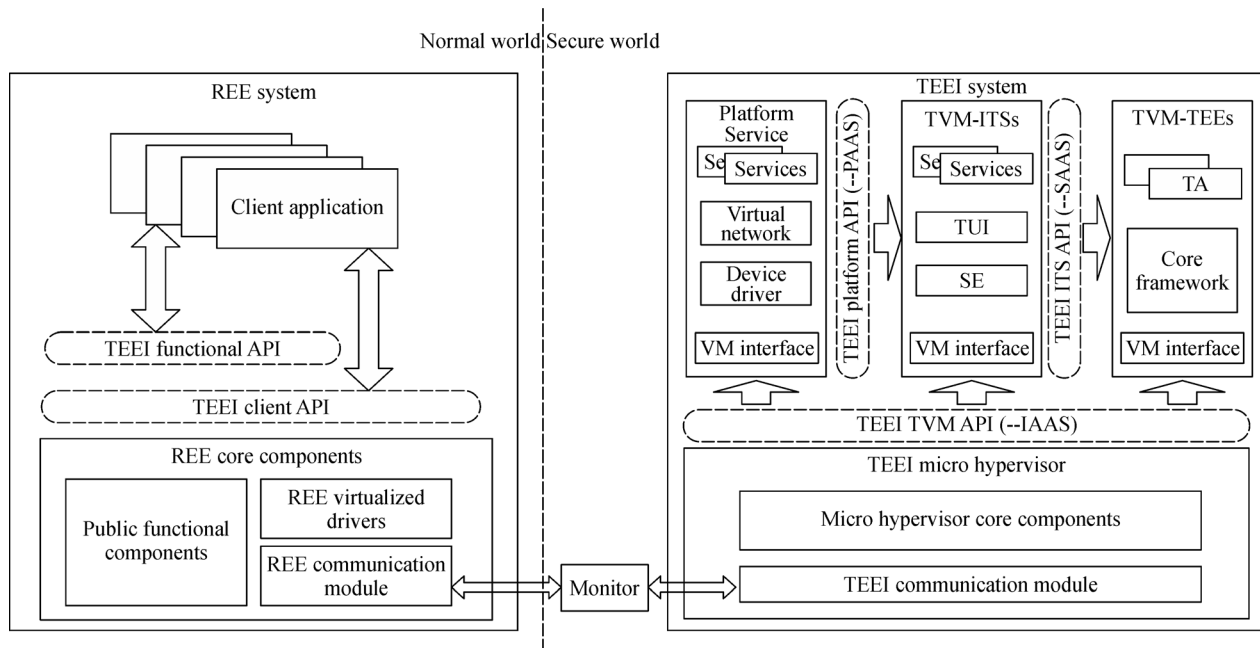 Normal world Secure world
REE system
Client application
TEEI functional API
TEEI client API
REE core components
Public functional
components
REE virtualized
drivers
REE communication
module
Monitor
TEEI system
Platform
Service
Se
Services
Virtual
network
Device
driver
VM interface
TEEI platform API (--PAAS)
TVM-ITSs
Se
Services
TUI
SE
VM interface
TEEI ITS API (--SAAS)
TVM-TEEs
TA
Core
framework
VM interface
TEEI TVM API (--IAAS)
TEEI micro hypervisor
Micro hypervisor core components
TEEI communication module